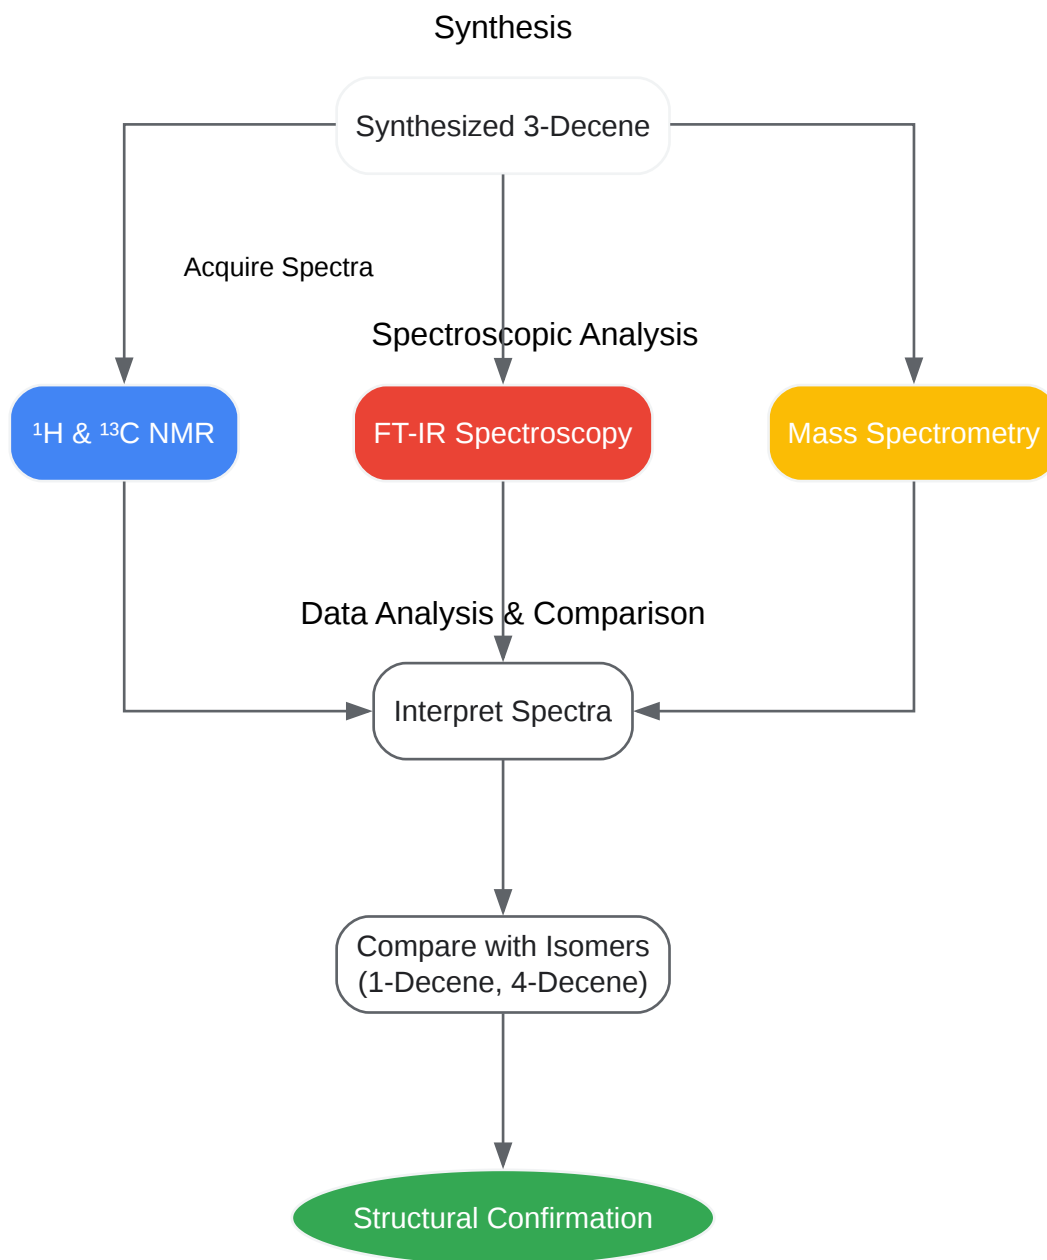 Synthesis
Synthesized 3-Decene
Acquire Spectra
Spectroscopic Analysis
¹H & ¹³C NMR
FT-IR Spectroscopy
Mass Spectrometry
Data Analysis & Comparison
Interpret Spectra
Compare with Isomers
(1-Decene, 4-Decene)
Structural Confirmation